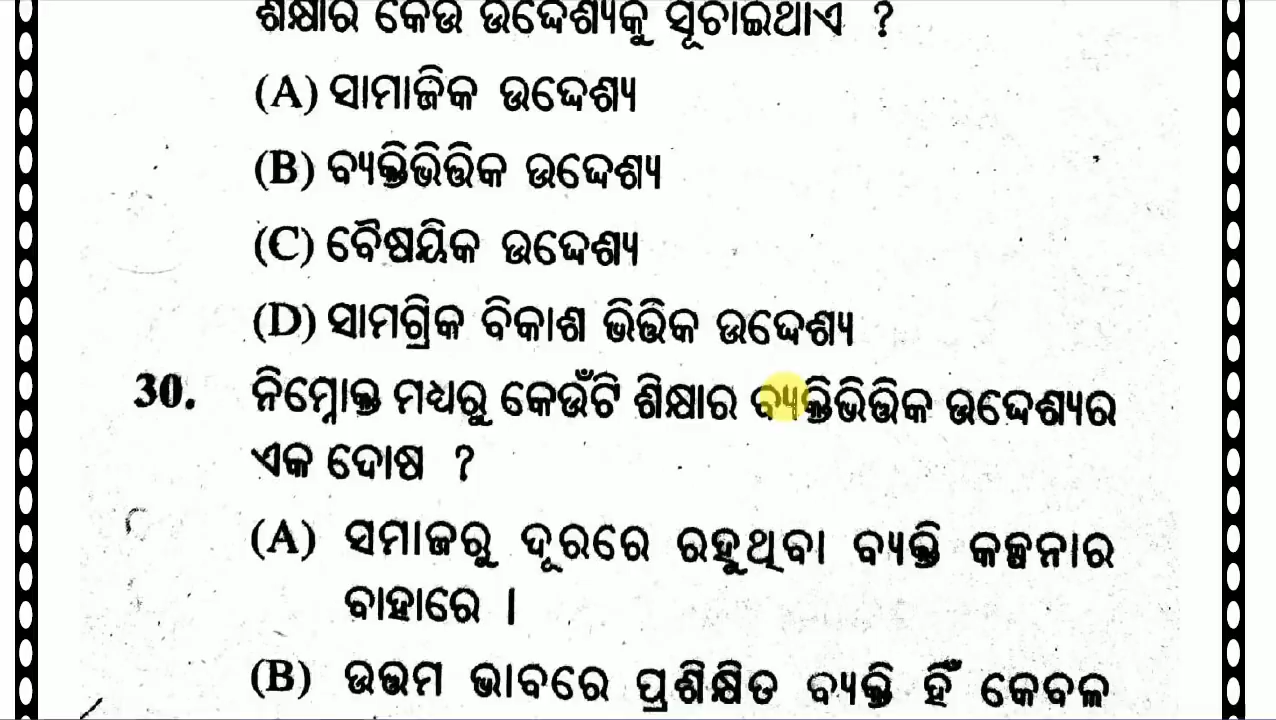 ଶିକ୍ଷାର କେଉଁ ଉଦ୍ଦେଶ୍ୟକୁ ସୂଚାଇଥାଏ ?
(A) ସାମାଜିକ ଉଦ୍ଦେଶ୍ୟ
(B) ବ୍ୟକ୍ତିଭିତ୍ତିକ ଉଦ୍ଦେଶ୍ୟ
(C) ବୈଷୟିକ ଉଦ୍ଦେଶ୍ୟ
(D) ସାମଗ୍ରିକ ବିକାଶ ଭିତ୍ତିକ ଉଦ୍ଦେଶ୍ୟ
30. ନିମ୍ନୋକ୍ତ ମଧ୍ୟରୁ କେଉଁଟି ଶିକ୍ଷାର ବ୍ୟକ୍ତିଭିତ୍ତିକ ଉଦ୍ଦେଶ୍ୟର
ଏକ ଦୋଷ ?
(A) ସମାଜରୁ ଦୂରରେ ରହୁଥିବା ବ୍ୟକ୍ତି କଳ୍ପନାର
ବାହାରେ ।
(B) ଉତ୍ତମ ଭାବରେ ପ୍ରଶିକ୍ଷିତ ବ୍ୟକ୍ତି ହିଁ କେବଳ